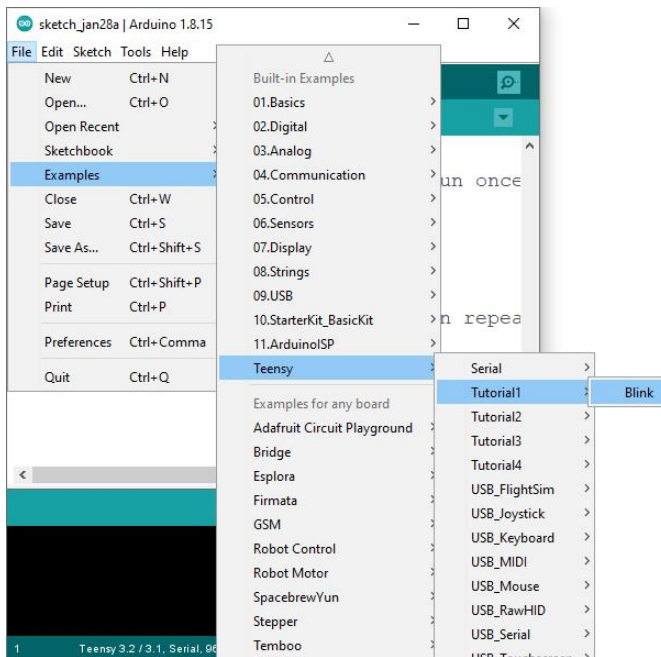 sketch_jan28a | Arduino 1.8.15
File Edit Sketch Tools Help
New Ctrl+N
Open... Ctrl+O
Open Recent
Sketchbook
Examples
Close Ctrl+W
Save Ctrl+S
Save As... Ctrl+Shift+S
Page Setup Ctrl+Shift+P
Print Ctrl+P
Preferences Ctrl+Comma
Quit Ctrl+Q
Built-in Examples
01.Basics
02.Digital
03.Analog
04.Communication
05.Control
06.Sensors
07.Display
08.Strings
09.USB
10.StarterKit_BasicKit
11.ArduinoISP
Teensy
Examples for any board
Adafruit Circuit Playground
Bridge
Esplora
Firmata
GSM
Robot Control
Robot Motor
SpacebrewYun
Stepper
Temboo
un once
n repea
Serial
Tutorial1
Tutorial2
Tutorial3
Tutorial4
USB_FlightSim
USB_Joystick
USB_Keyboard
USB_MIDI
USB_Mouse
USB_RawHID
USB_Serial
USB_Touchscreen
Blink
1 Teensy 3.2 / 3.1, Serial, 96